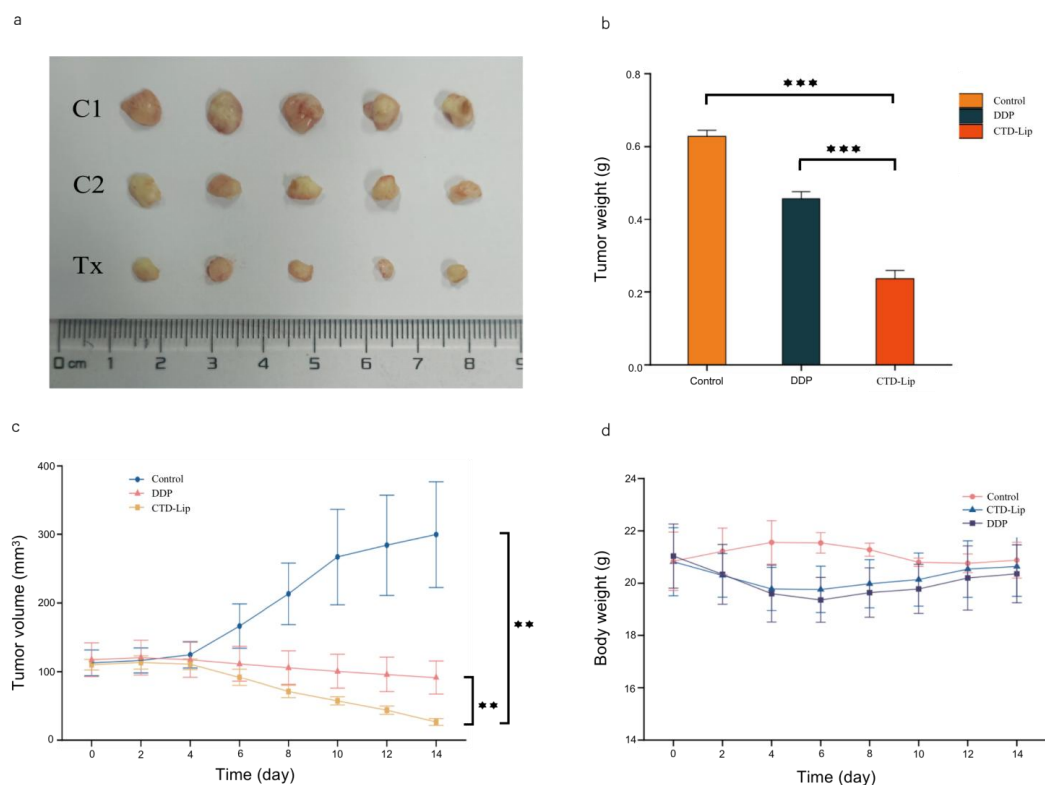 a
C1
C2
Tx
0 cm 1 2 3 4 5 6 7 8 9
b
Tumor weight (g)
0.8
0.6
0.4
0.2
0.0
***
***
Control
DDP
CTD-Lip
Control
DDP
CTD-Lip
c
Tumor volume (mm³)
400
300
200
100
0
Control
DDP
CTD-Lip
**
**
0 2 4 6 8 10 12 14
Time (day)
d
Body weight (g)
24
22
20
18
16
14
Control
CTD-Lip
DDP
0 2 4 6 8 10 12 14
Time (day)